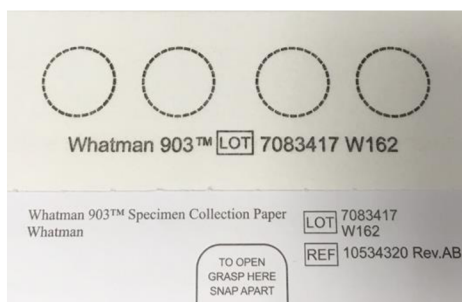 Whatman 903™ LOT 7083417 W162
Whatman 903™ Specimen Collection Paper
Whatman
LOT 7083417
W162
REF 10534320 Rev.AB
TO OPEN
GRASP HERE
SNAP APART